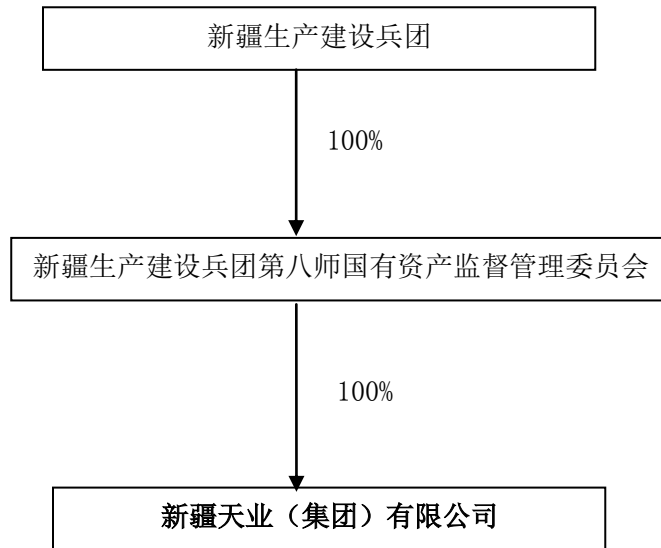 新疆生产建设兵团
100%
新疆生产建设兵团第八师国有资产监督管理委员会
100%
新疆天业（集团）有限公司